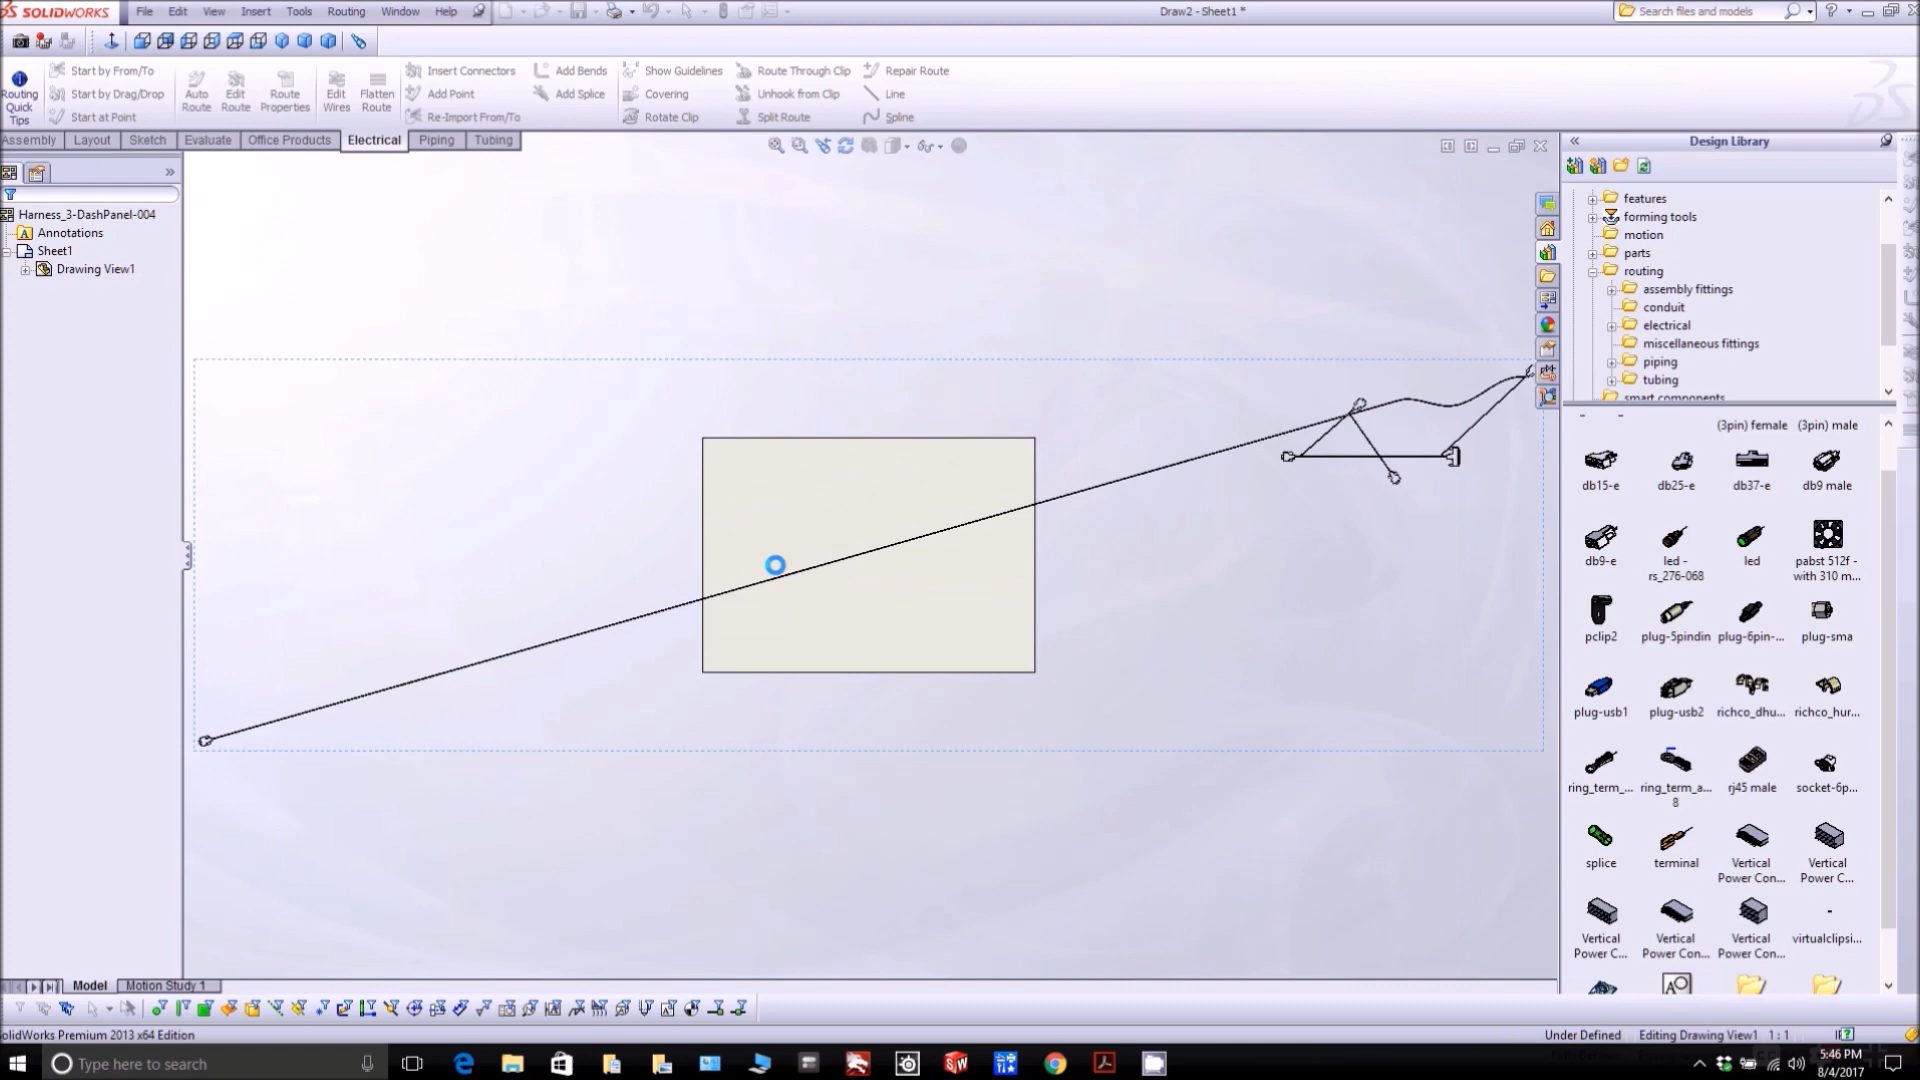 SOLIDWORKS File Edit View Insert Tools Routing Window Help Draw2 - Sheet1 * Search files and models
Start by From/To Insert Connectors Add Bends Show Guidelines Route Through Clip Repair Route
Routing Quick Tips Start by Drag/Drop Auto Route Edit Route Route Properties Edit Wires Flatten Route Add Point Add Splice Covering Unhook from Clip Line
Start at Point Re-Import From/To Rotate Clip Split Route Spline
Assembly Layout Sketch Evaluate Office Products Electrical Piping Tubing
Design Library
Harness_3-DashPanel-004
Annotations
Sheet1
Drawing View1
features
forming tools
motion
parts
routing
assembly fittings
conduit
electrical
miscellaneous fittings
piping
tubing
smart components
(3pin) female (3pin) male
db15-e db25-e db37-e db9 male
db9-e led - rs_276-068 led pabst 512f - with 310 m...
pclip2 plug-5pindin plug-6pin-... plug-sma
plug-usb1 plug-usb2 richco_dhu... richco_hur...
ring_term_... ring_term_a... 8 rj45 male socket-6p...
splice terminal Vertical Power Con... Vertical Power C...
Vertical Power C... Vertical Power Con... Vertical Power Con... virtualclipsi...
Model Motion Study 1
SolidWorks Premium 2013 x64 Edition Under Defined Editing Drawing View1 1 : 1
Type here to search 5:46 PM
8/4/2017